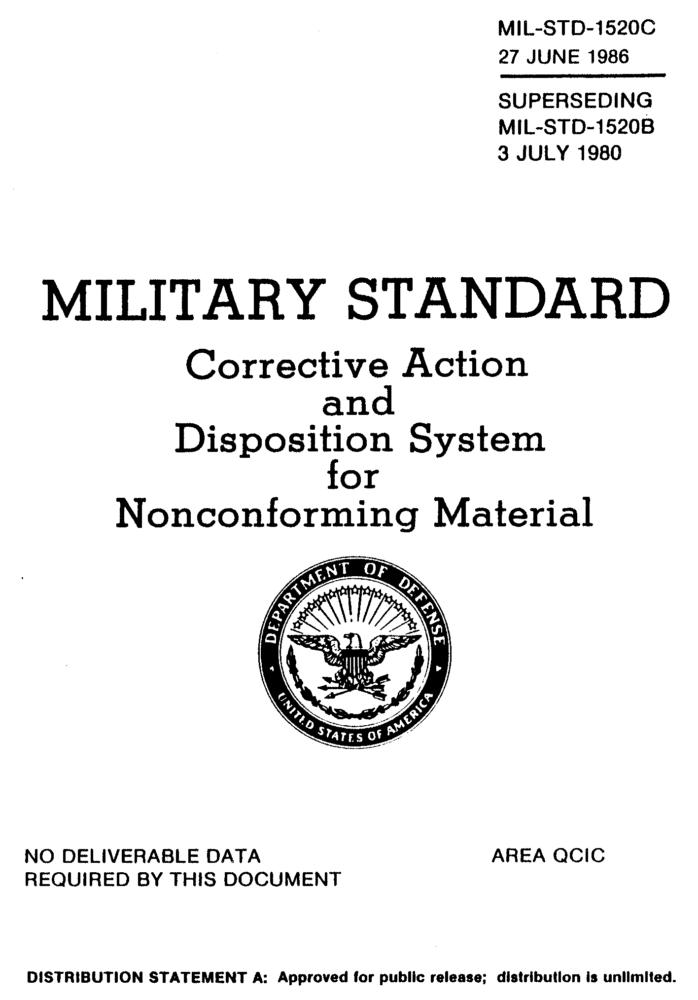 MIL-STD-1520C
27 JUNE 1986
SUPERSEDING
MIL-STD-1520B
3 JULY 1980
MILITARY STANDARD
Corrective Action
and
Disposition System
for
Nonconforming Material
DEPARTMENT OF DEFENSE
UNITED STATES OF AMERICA
NO DELIVERABLE DATA
REQUIRED BY THIS DOCUMENT
AREA QCIC
DISTRIBUTION STATEMENT A: Approved for public release; distribution is unlimited.